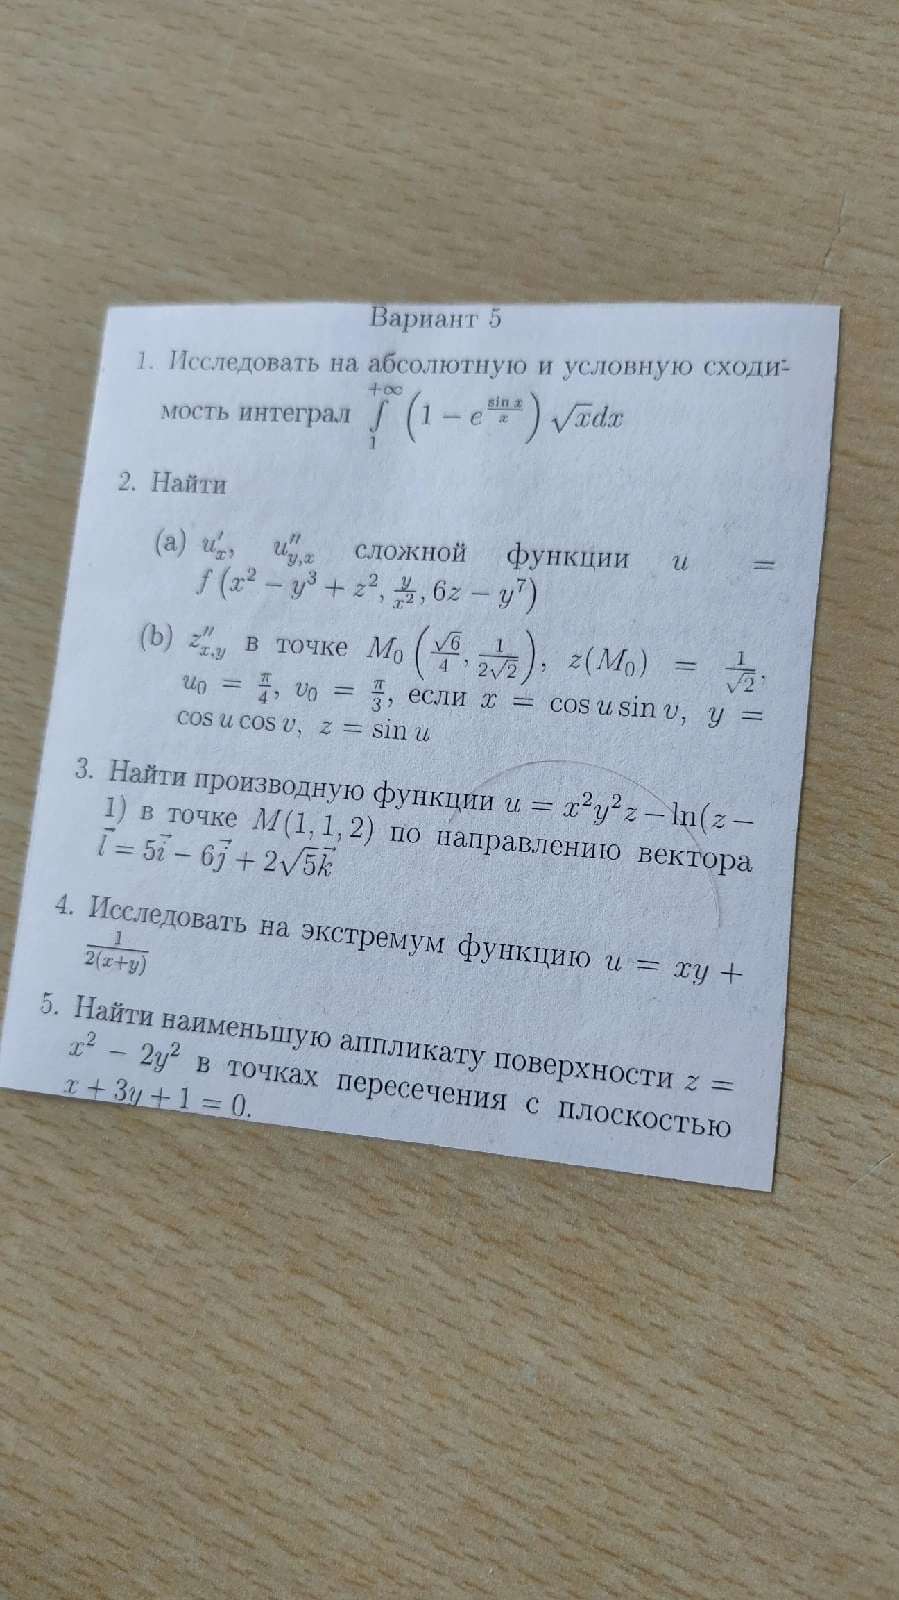 Вариант 5
1. Исследовать на абсолютную и условную сходи-
мость интеграл \int\limits_{1}^{+\infty} \left(1 - e^{\frac{\sin x}{x}}\right) \sqrt{x}dx
2. Найти
(a) u'_x, u''_{y,x} сложной функции u =
f\left(x^2 - y^3 + z^2, \frac{y}{x^2}, 6z - y^7\right)
(b) z''_{x,y} в точке M_0\left(\frac{\sqrt{6}}{4}, \frac{1}{2\sqrt{2}}\right), z(M_0) = \frac{1}{\sqrt{2}},
u_0 = \frac{\pi}{4}, v_0 = \frac{\pi}{3}, если x = cos u sin v, y =
cos u cos v, z = sin u
3. Найти производную функции u = x^2y^2z - ln(z -
1) в точке M(1, 1, 2) по направлению вектора
\vec{l} = 5\vec{i} - 6\vec{j} + 2\sqrt{5}\vec{k}
4. Исследовать на экстремум функцию u = xy +
\frac{1}{2(x+y)}
5. Найти наименьшую аппликату поверхности z =
x^2 - 2y^2 в точках пересечения с плоскостью
x + 3y + 1 = 0.